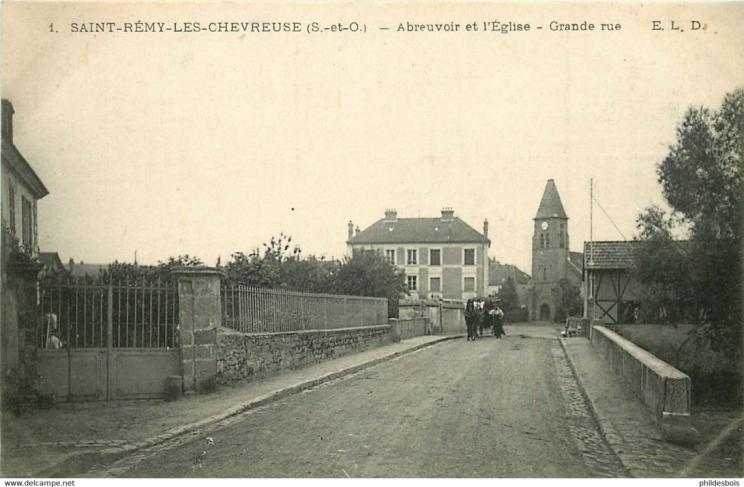 1. SAINT-RÉMY-LES-CHEVREUSE (S.-et-O.) — Abreuvoir et l'Église - Grande rue E. L. D.
www.delcampe.net
philidesbois